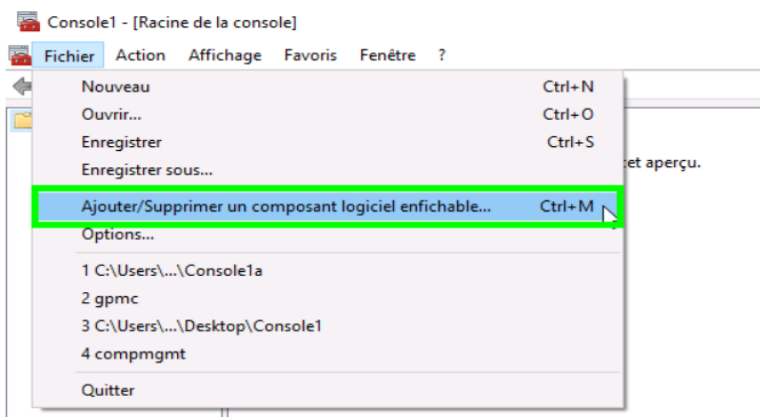 Console1 - [Racine de la console]
Fichier Action Affichage Favoris Fenêtre ?
Nouveau Ctrl+N
Ouvrir... Ctrl+O
Enregistrer Ctrl+S
Enregistrer sous...
cet aperçu.
Ajouter/Supprimer un composant logiciel enfichable... Ctrl+M
Options...
1 C:\Users\...\Console1a
2 gpmc
3 C:\Users\...\Desktop\Console1
4 compmgmt
Quitter